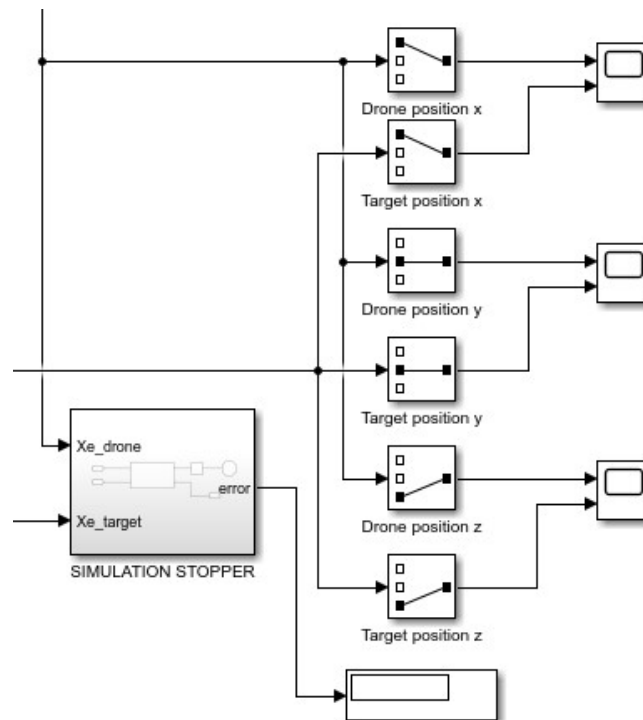 Drone position x
Target position x
Drone position y
Target position y
Xe_drone
error
Xe_target
Drone position z
SIMULATION STOPPER
Target position z